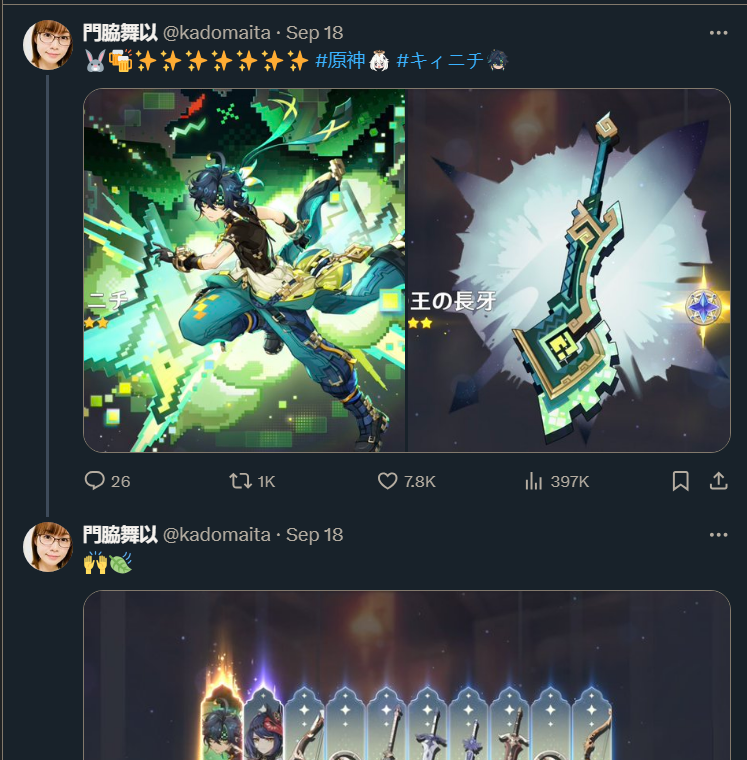 門脇舞以 @kadomaita · Sep 18
🐰🍻✨✨✨✨✨✨✨ #原神 #キィニチ
ニチ
王の長牙
26 1K 7.8K 397K
門脇舞以 @kadomaita · Sep 18
🙌🍃